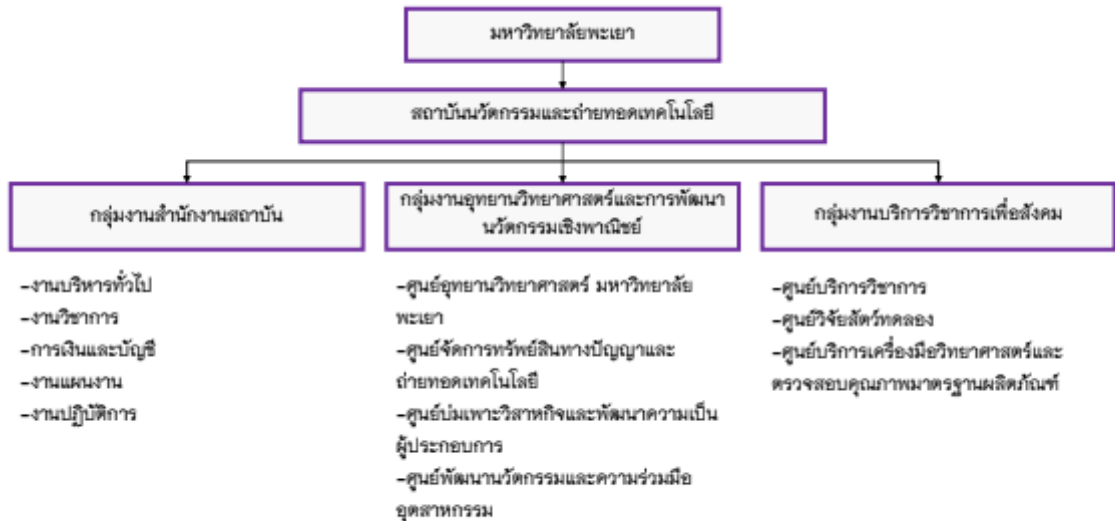 มหาวิทยาลัยพะเยา
สถาบันนวัตกรรมและถ่ายทอดเทคโนโลยี
กลุ่มงานสำนักงานสถาบัน
-งานบริหารทั่วไป
-งานวิชาการ
-การเงินและบัญชี
-งานแผนงาน
-งานปฏิบัติการ
กลุ่มงานอุทยานวิทยาศาสตร์และการพัฒนา
นวัตกรรมเชิงพาณิชย์
-ศูนย์อุทยานวิทยาศาสตร์ มหาวิทยาลัย
พะเยา
-ศูนย์จัดการทรัพย์สินทางปัญญาและ
ถ่ายทอดเทคโนโลยี
-ศูนย์บ่มเพาะวิสาหกิจและพัฒนาความเป็น
ผู้ประกอบการ
-ศูนย์พัฒนานวัตกรรมและความร่วมมือ
อุตสาหกรรม
กลุ่มงานบริการวิชาการเพื่อสังคม
-ศูนย์บริการวิชาการ
-ศูนย์วิจัยสัตว์ทดลอง
-ศูนย์บริการเครื่องมือวิทยาศาสตร์และ
ตรวจสอบคุณภาพมาตรฐานผลิตภัณฑ์